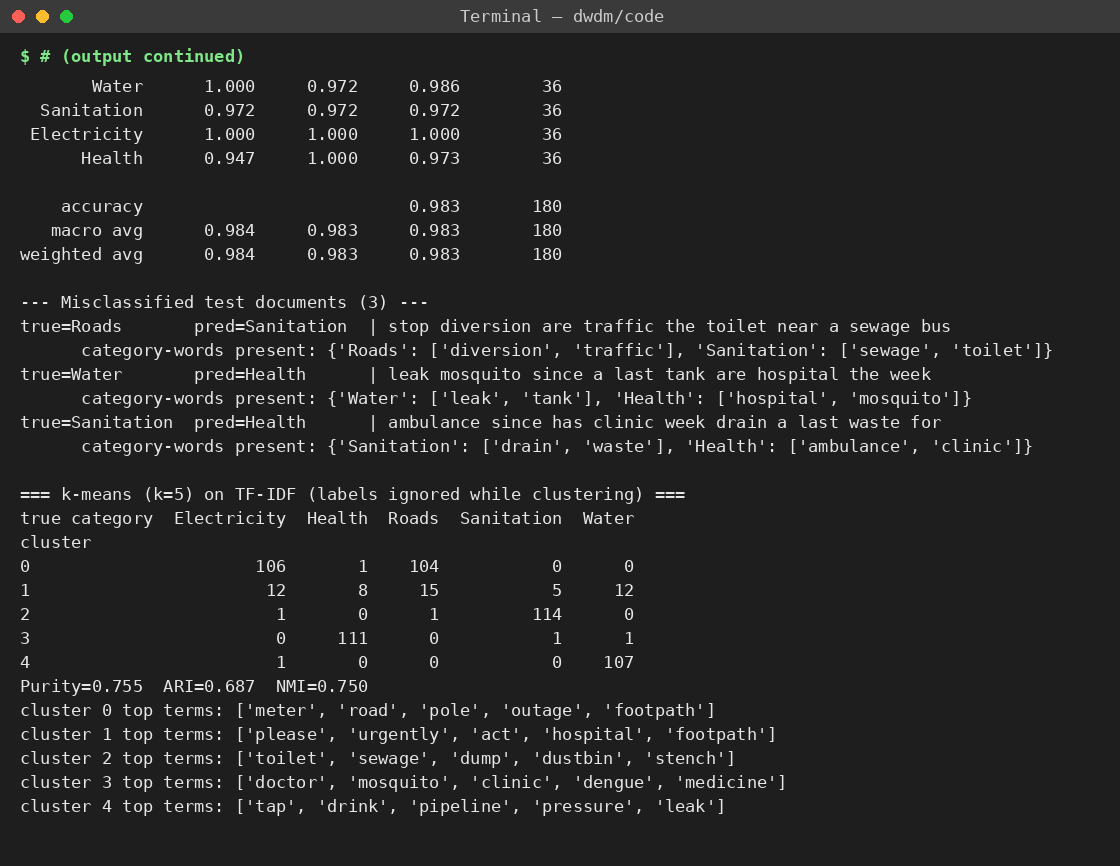 Terminal — dwdm/code
$ # (output continued)
       Water      1.000     0.972     0.986        36
  Sanitation      0.972     0.972     0.972        36
 Electricity      1.000     1.000     1.000        36
      Health      0.947     1.000     0.973        36

    accuracy                          0.983       180
   macro avg      0.984     0.983     0.983       180
weighted avg      0.984     0.983     0.983       180

--- Misclassified test documents (3) ---
true=Roads       pred=Sanitation  | stop diversion are traffic the toilet near a sewage bus
      category-words present: {'Roads': ['diversion', 'traffic'], 'Sanitation': ['sewage', 'toilet']}
true=Water       pred=Health      | leak mosquito since a last tank are hospital the week
      category-words present: {'Water': ['leak', 'tank'], 'Health': ['hospital', 'mosquito']}
true=Sanitation  pred=Health      | ambulance since has clinic week drain a last waste for
      category-words present: {'Sanitation': ['drain', 'waste'], 'Health': ['ambulance', 'clinic']}

=== k-means (k=5) on TF-IDF (labels ignored while clustering) ===
true category  Electricity  Health  Roads  Sanitation  Water
cluster
0                      106       1    104           0      0
1                       12       8     15           5     12
2                        1       0      1         114      0
3                        0     111      0           1      1
4                        1       0      0           0    107
Purity=0.755  ARI=0.687  NMI=0.750
cluster 0 top terms: ['meter', 'road', 'pole', 'outage', 'footpath']
cluster 1 top terms: ['please', 'urgently', 'act', 'hospital', 'footpath']
cluster 2 top terms: ['toilet', 'sewage', 'dump', 'dustbin', 'stench']
cluster 3 top terms: ['doctor', 'mosquito', 'clinic', 'dengue', 'medicine']
cluster 4 top terms: ['tap', 'drink', 'pipeline', 'pressure', 'leak']